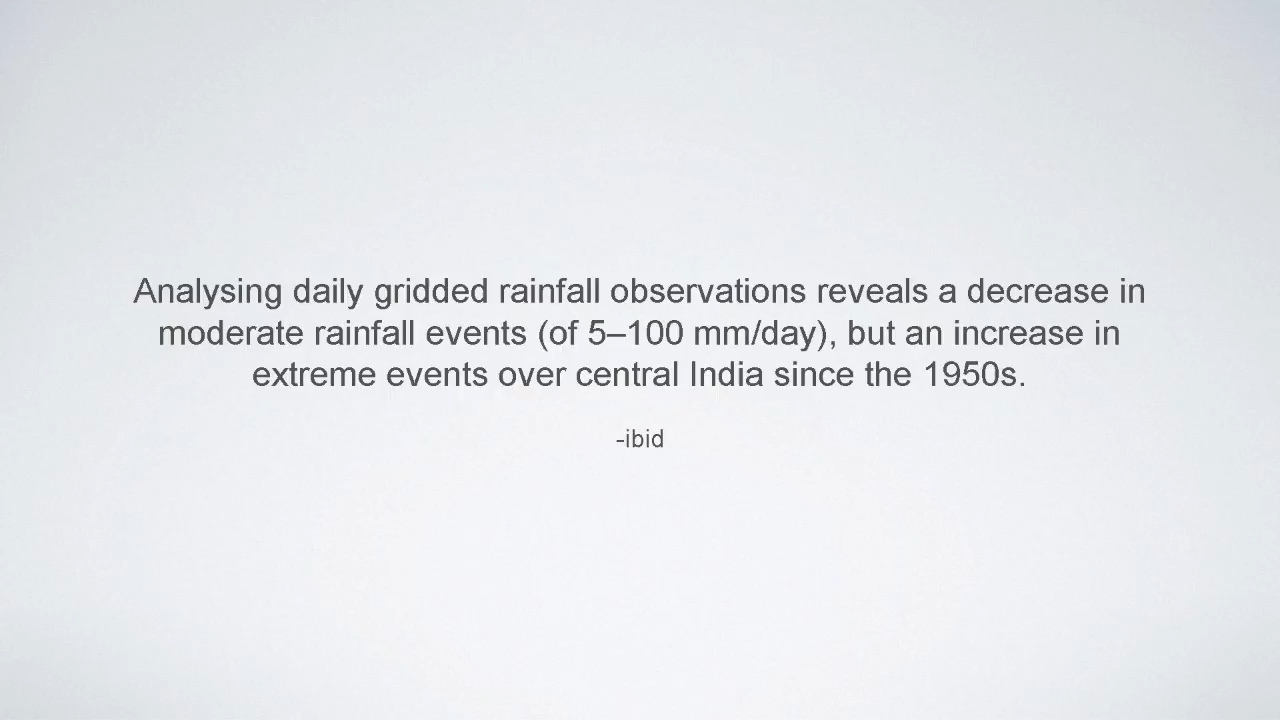 Analysing daily gridded rainfall observations reveals a decrease in
moderate rainfall events (of 5–100 mm/day), but an increase in
extreme events over central India since the 1950s.
-ibid